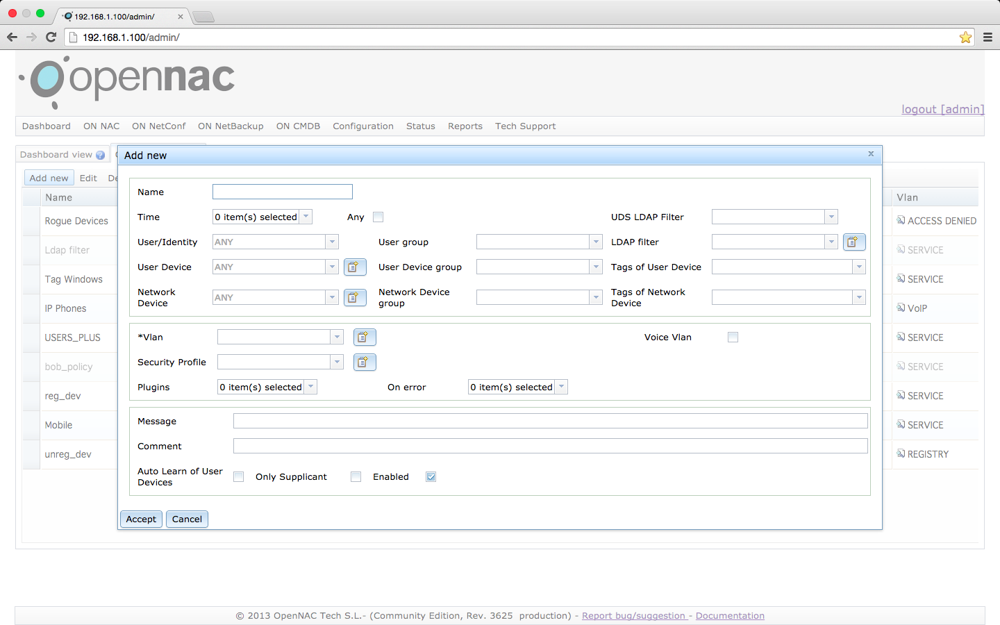 192.168.1.100/admin/
192.168.1.100/admin/
opennac
logout [admin]
Dashboard ON NAC ON NetConf ON NetBackup ON CMDB Configuration Status Reports Tech Support
Dashboard view ?
Add new
Add new Edit
Name Vlan
Name
Time 0 item(s) selected Any UDS LDAP Filter
Rogue Devices ACCESS DENIED
User/Identity ANY User group LDAP filter
Ldap filter SERVICE
User Device ANY User Device group Tags of User Device
Tag Windows SERVICE
Network Device ANY Network Device group Tags of Network Device
IP Phones VoIP
*Vlan Voice Vlan
USERS_PLUS SERVICE
Security Profile
bob_policy SERVICE
Plugins 0 item(s) selected On error 0 item(s) selected
reg_dev SERVICE
Message
Mobile SERVICE
Comment
unreg_dev REGISTRY
Auto Learn of User Devices Only Supplicant Enabled
Accept Cancel
© 2013 OpenNAC Tech S.L.- (Community Edition, Rev. 3625 production) - Report bug/suggestion - Documentation